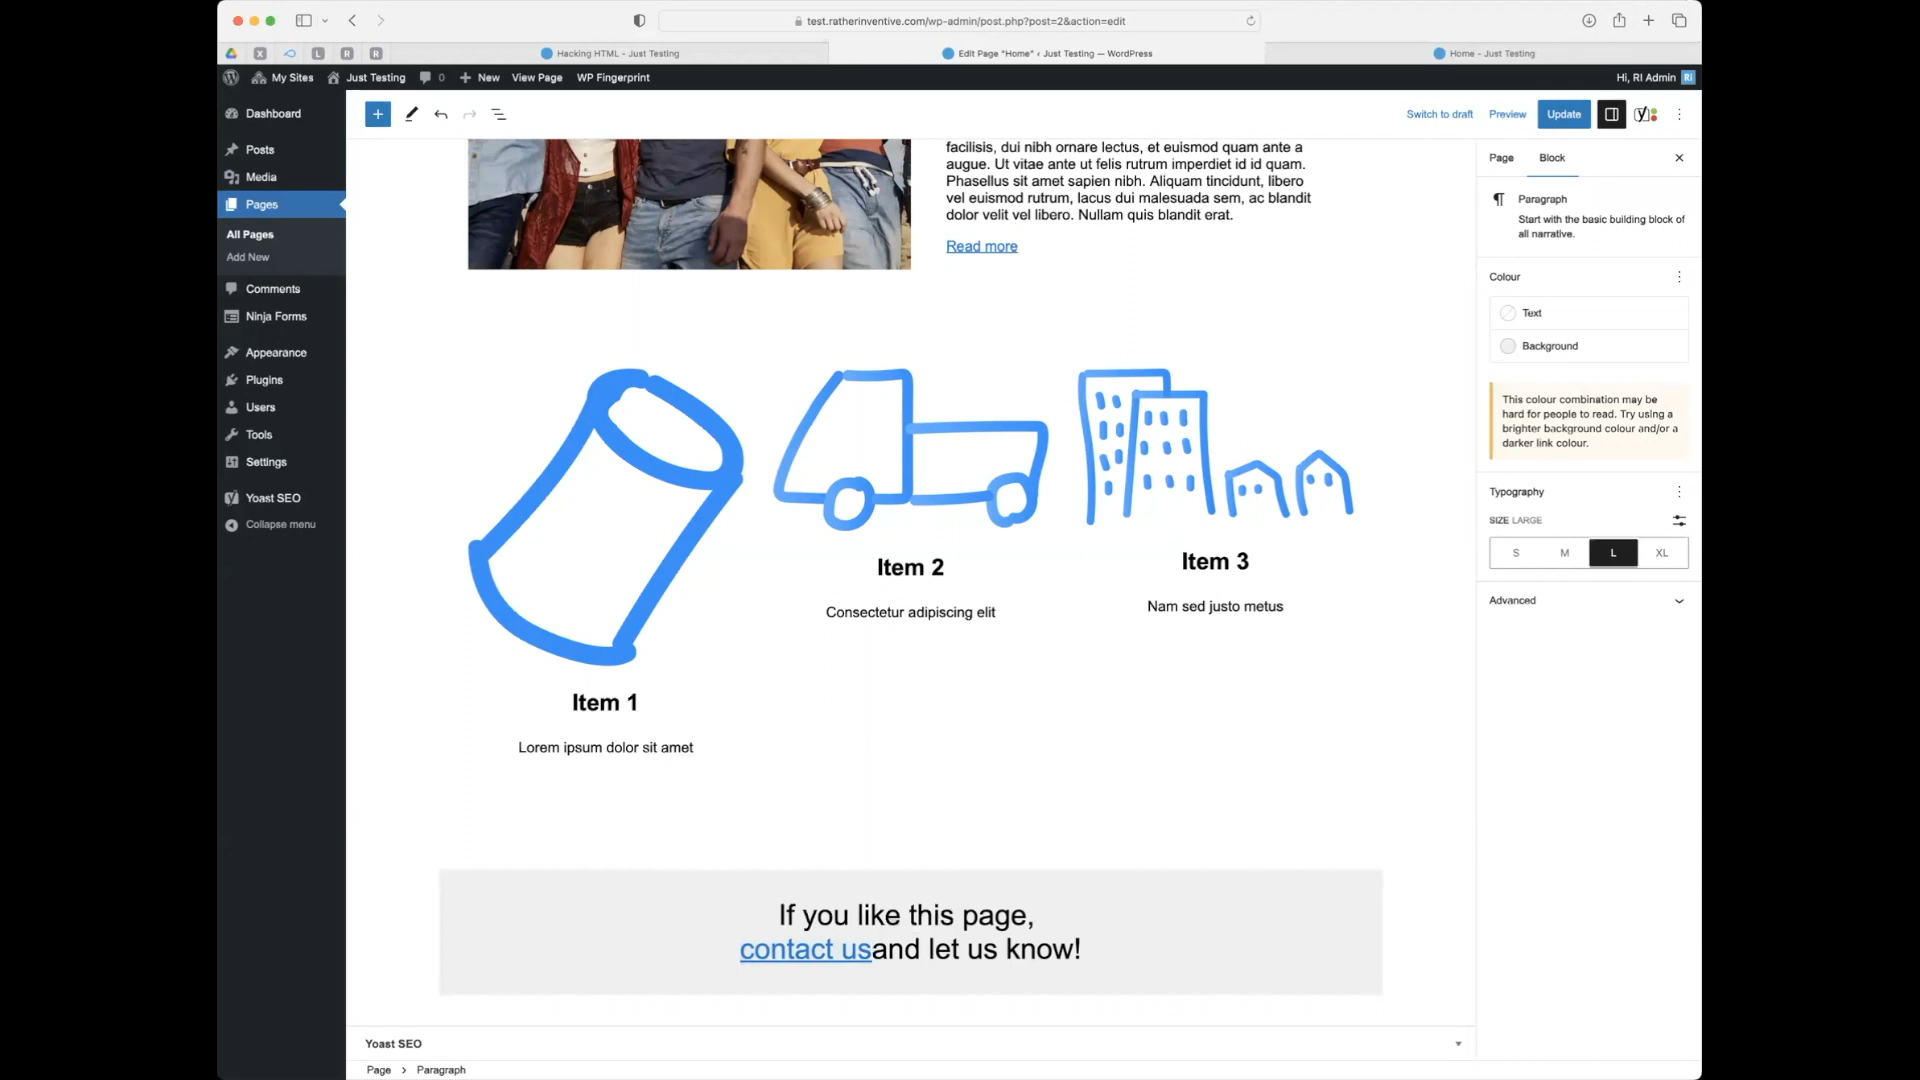 test.ratherinventive.com/wp-admin/post.php?post=2&action=edit
X
L
R
R
Hacking HTML - Just Testing
Edit Page “Home” ‹ Just Testing — WordPress
Home - Just Testing
My Sites
Just Testing
0
New
View Page
WP Fingerprint
Hi, RI Admin
RI
Dashboard
Posts
Media
Pages
All Pages
Add New
Comments
Ninja Forms
Appearance
Plugins
Users
Tools
Settings
Yoast SEO
Collapse menu
Switch to draft
Preview
Update
facilisis, dui nibh ornare lectus, et euismod quam ante a
augue. Ut vitae ante ut felis rutrum imperdiet id id quam.
Phasellus sit amet sapien nibh. Aliquam tincidunt, libero
vel euismod rutrum, lacus dui malesuada sem, ac blandit
dolor velit vel libero. Nullam quis blandit erat.
Read more
Item 1
Lorem ipsum dolor sit amet
Item 2
Consectetur adipiscing elit
Item 3
Nam sed justo metus
If you like this page,
contact usand let us know!
Yoast SEO
Page › Paragraph
Page
Block
Paragraph
Start with the basic building block of
all narrative.
Colour
Text
Background
This colour combination may be
hard for people to read. Try using a
brighter background colour and/or a
darker link colour.
Typography
SIZE LARGE
S
M
L
XL
Advanced